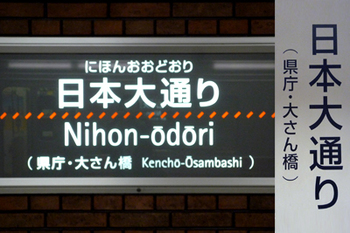 にほんおおどおり
日本大通り
Nihon-ōdōri
(県庁・大さん橋 Kenchō-Ōsambashi)
日本大通り
(県庁・大さん橋)